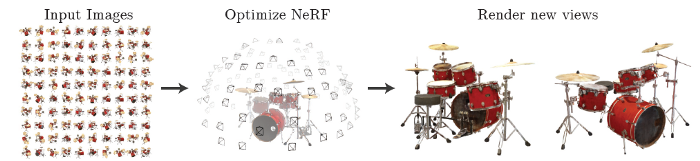 Input Images
Optimize NeRF
Render new views